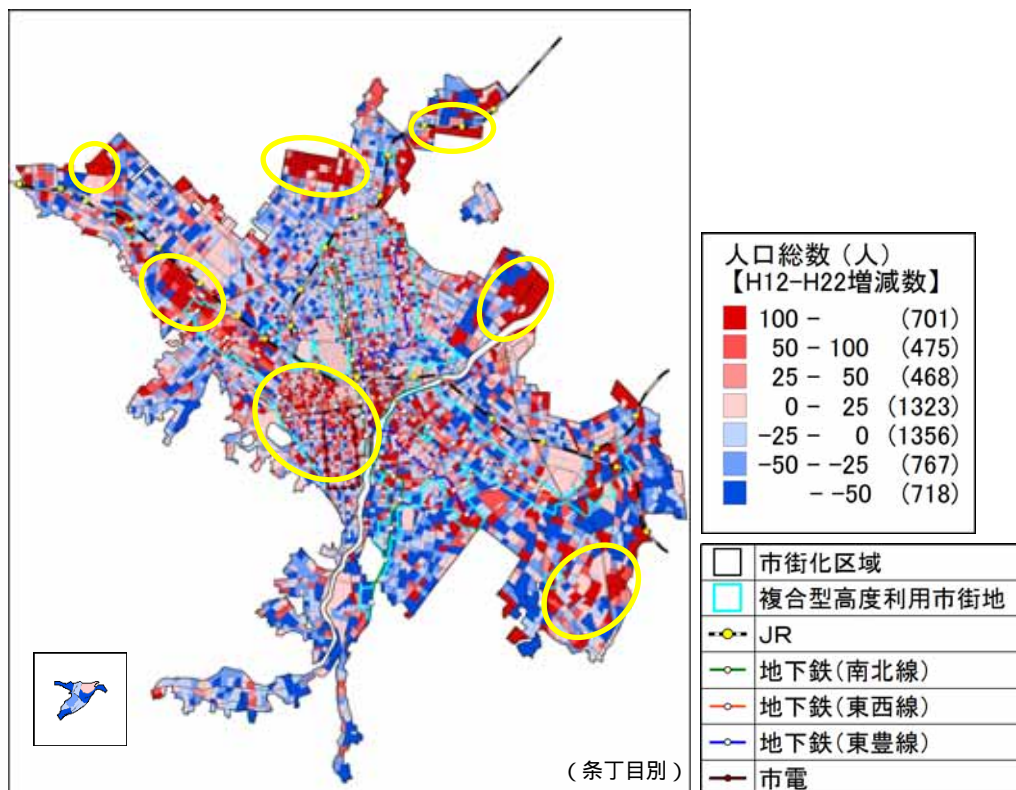 人口総数(人)
【H12-H22増減数】
100 - (701)
50 - 100 (475)
25 - 50 (468)
0 - 25 (1323)
-25 - 0 (1356)
-50 - -25 (767)
- -50 (718)
市街化区域
複合型高度利用市街地
JR
地下鉄(南北線)
地下鉄(東西線)
地下鉄(東豊線)
市電
(条丁目別)